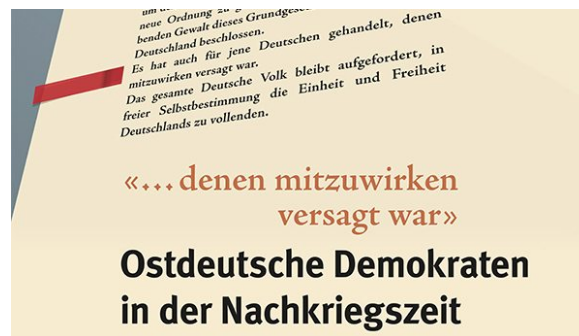 neue Ordnung zu g
benden Gewalt dieses Grundgese
Deutschland beschlossen.
Es hat auch für jene Deutschen gehandelt, denen
mitzuwirken versagt war.
Das gesamte Deutsche Volk bleibt aufgefordert, in
freier Selbstbestimmung die Einheit und Freiheit
Deutschlands zu vollenden.
«... denen mitzuwirken
versagt war»
Ostdeutsche Demokraten
in der Nachkriegszeit